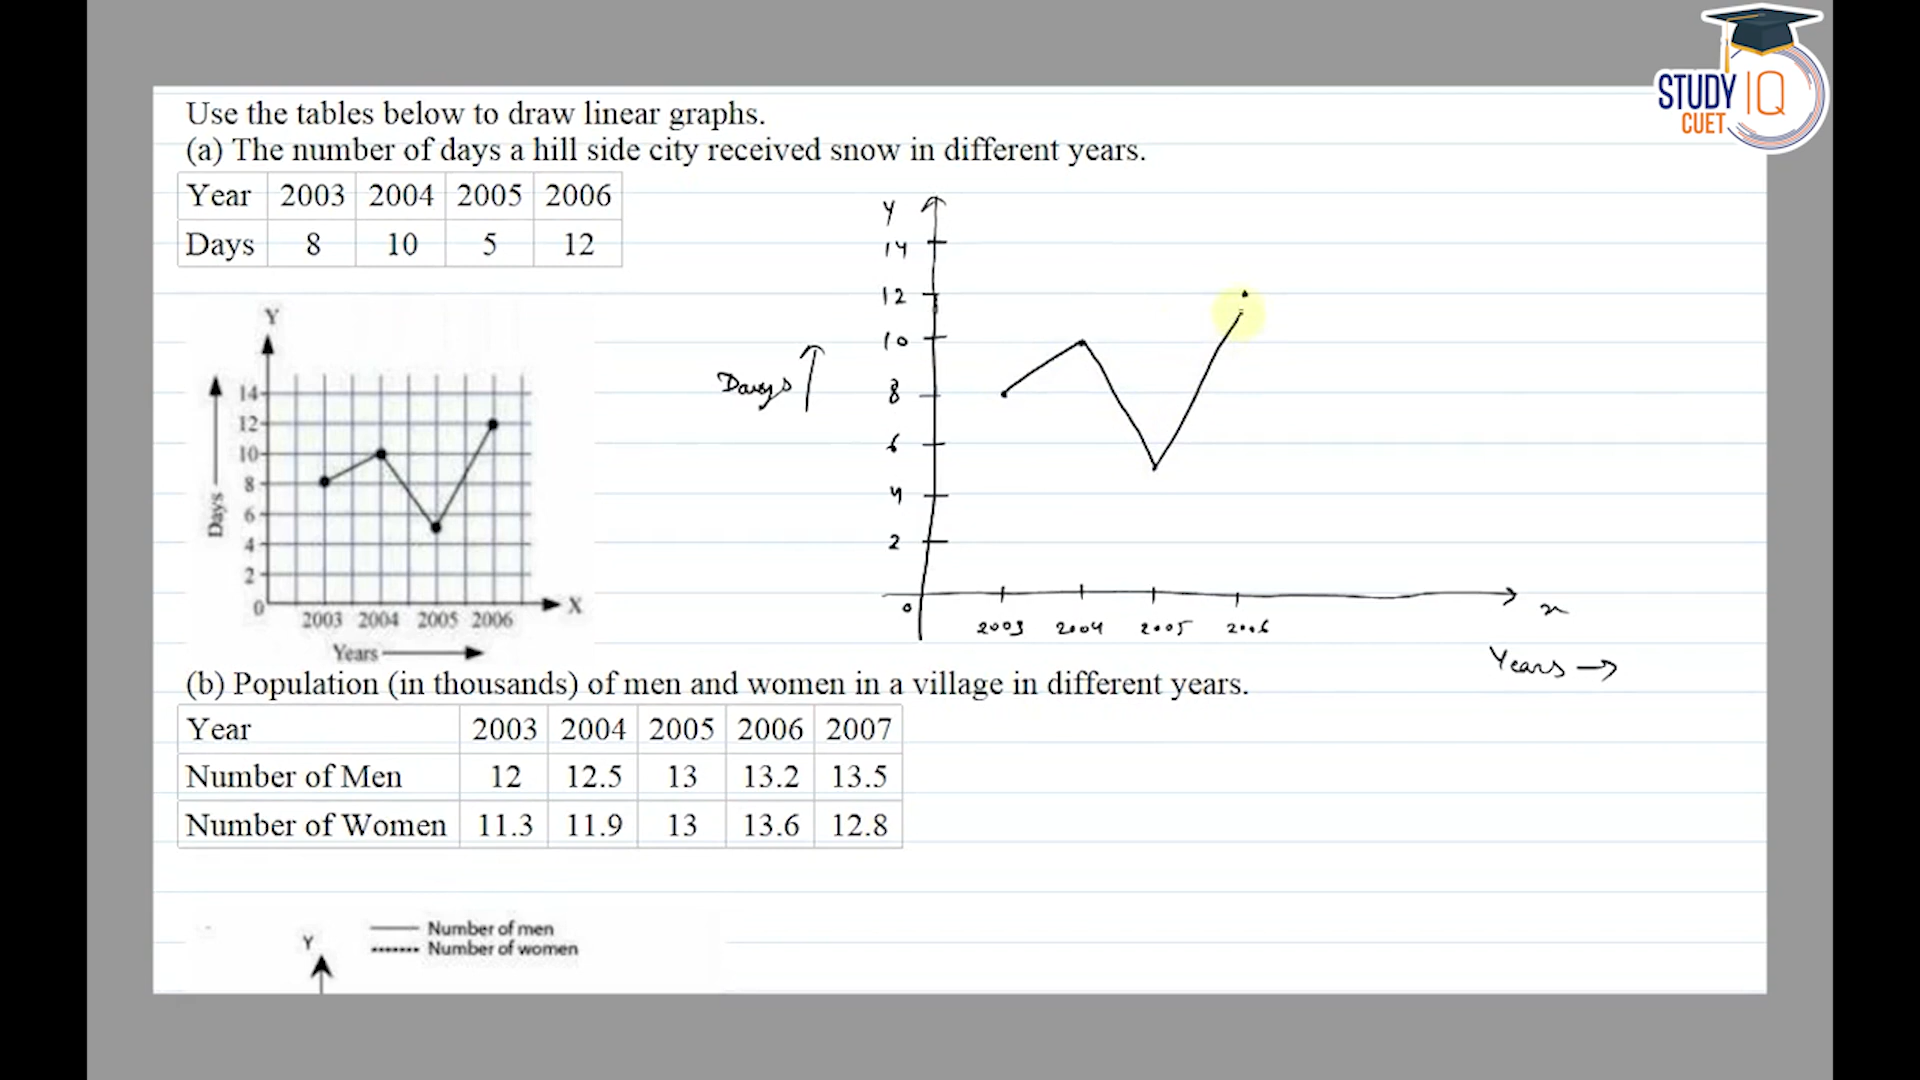 STUDY IQ
CUET
Use the tables below to draw linear graphs.
(a) The number of days a hill side city received snow in different years.
Year 2003 2004 2005 2006
Days 8 10 5 12
Y
14
12
10
8
6
4
2
0
Days
2003 2004 2005 2006
X
Years
Y
14
12
10
8
6
4
2
0
Days
2003 2004 2005 2006
x
Years
(b) Population (in thousands) of men and women in a village in different years.
Year 2003 2004 2005 2006 2007
Number of Men 12 12.5 13 13.2 13.5
Number of Women 11.3 11.9 13 13.6 12.8
Y
Number of men
Number of women